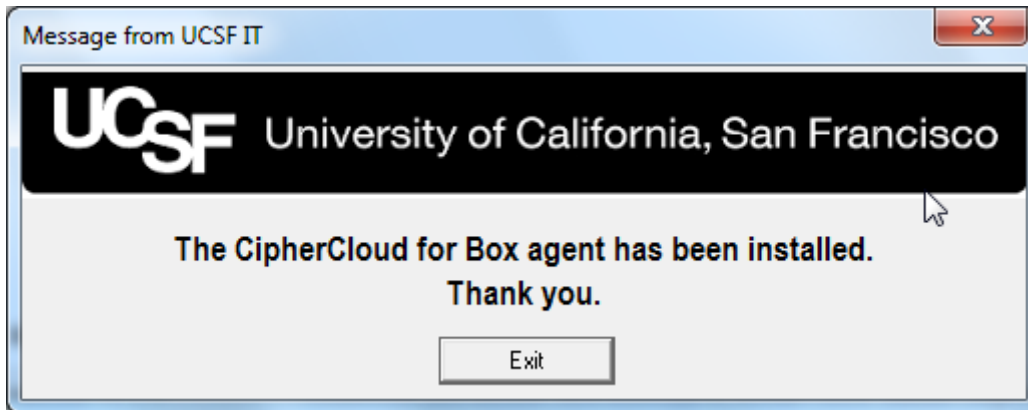 Message from UCSF IT
UCSF University of California, San Francisco
The CipherCloud for Box agent has been installed.
Thank you.
Exit